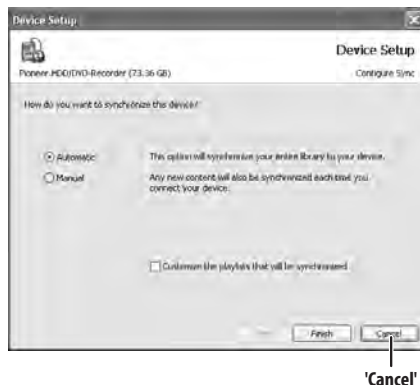 Device Setup
Device Setup
Pioneer HDD/DVD-Recorder (73.36 GB)
Configure Sync
How do you want to synchronize this device?
Automatic
This option will synchronize your entire library to your device.
Manual
Any new content will also be synchronized each time you
connect your device.
Customize the playlists that will be synchronized
Finish
Cancel
'Cancel'